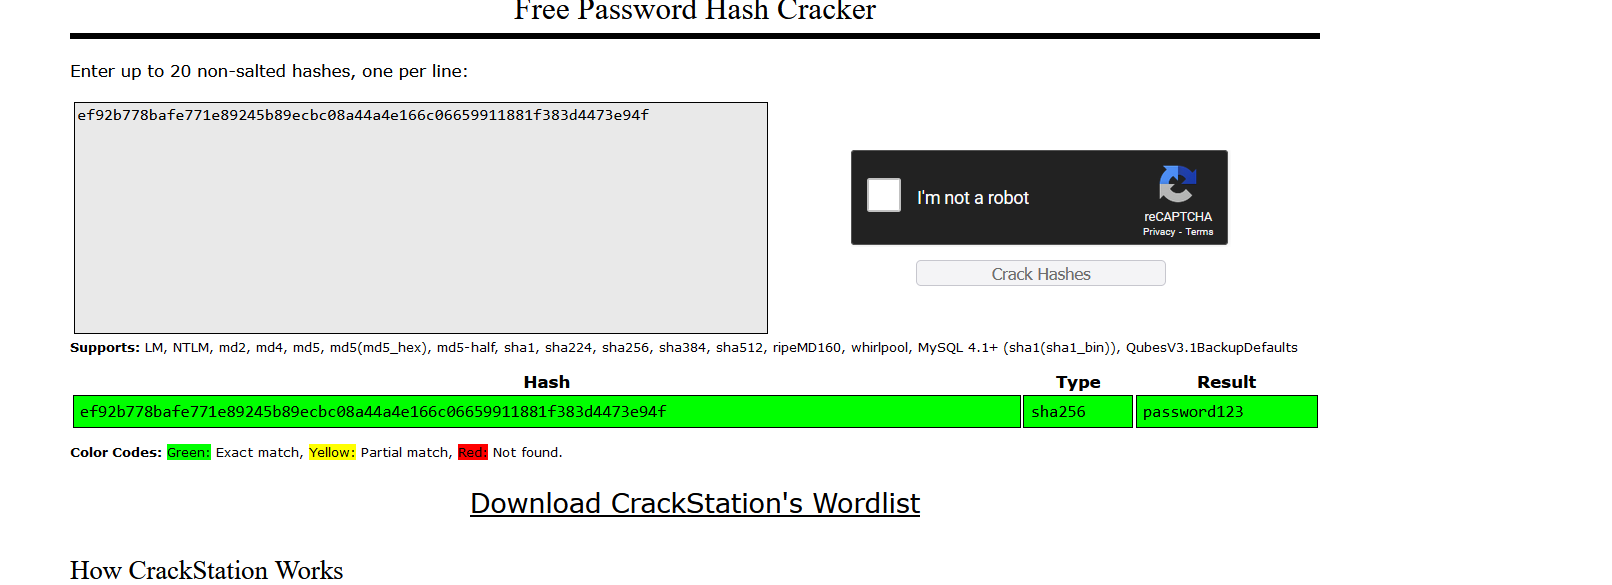 Free Password Hash Cracker
Enter up to 20 non-salted hashes, one per line:
ef92b778bafe771e89245b89ecbc08a44a4e166c06659911881f383d4473e94f
I'm not a robot
reCAPTCHA
Privacy - Terms
Crack Hashes
Supports: LM, NTLM, md2, md4, md5, md5(md5_hex), md5-half, sha1, sha224, sha256, sha384, sha512, ripeMD160, whirlpool, MySQL 4.1+ (sha1(sha1_bin)), QubesV3.1BackupDefaults
Hash Type Result
ef92b778bafe771e89245b89ecbc08a44a4e166c06659911881f383d4473e94f sha256 password123
Color Codes: Green: Exact match, Yellow: Partial match, Red: Not found.
Download CrackStation's Wordlist
How CrackStation Works